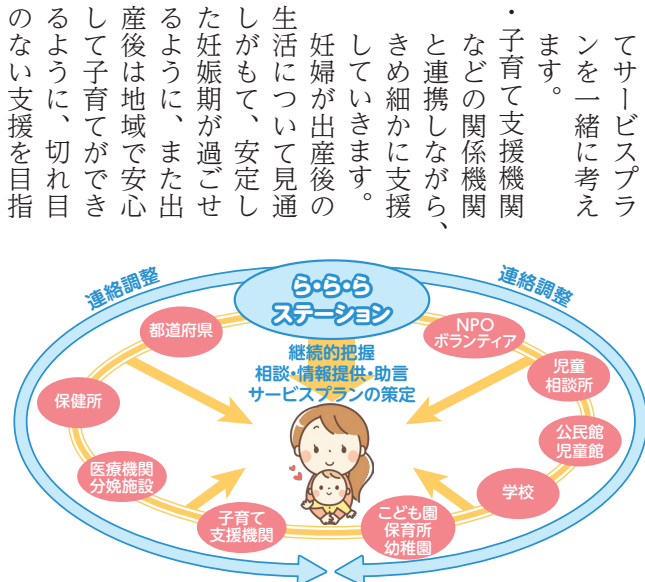 てサービスプラ
ンを一緒に考え
ます。
・子育て支援機関
などの関係機関
と連携しながら、
きめ細かに支援
していきます。
妊婦が出産後の
生活について見通
しがもて、安定し
た妊娠期が過ごせ
るように、また出
産後は地域で安心
して子育てができ
るように、切れ目
のない支援を目指
連絡調整
ら・ら・ら
ステーション
連絡調整
都道府県
NPO
ボランティア
継続的把握
相談・情報提供・助言
サービスプランの策定
児童
相談所
保健所
公民館
児童館
医療機関
分娩施設
学校
子育て
支援機関
こども園
保育所
幼稚園